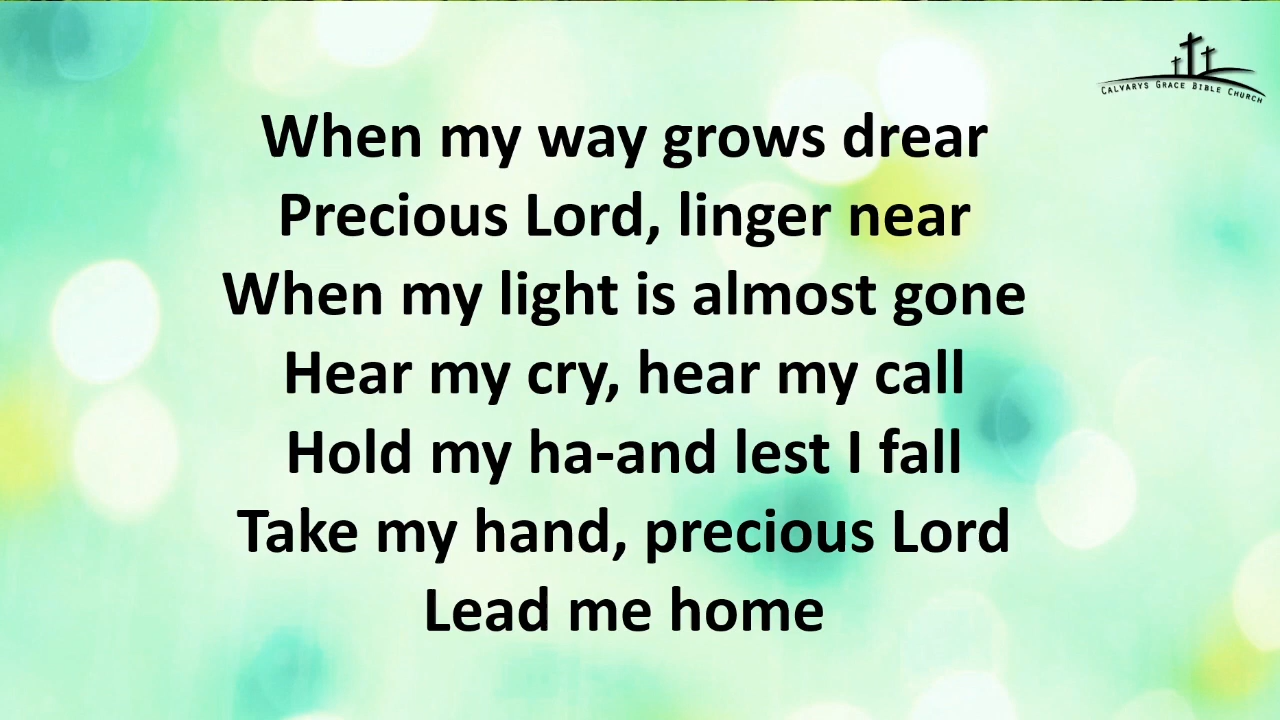 CALVARYS GRACE BIBLE CHURCH
When my way grows drear
Precious Lord, linger near
When my light is almost gone
Hear my cry, hear my call
Hold my ha-and lest I fall
Take my hand, precious Lord
Lead me home